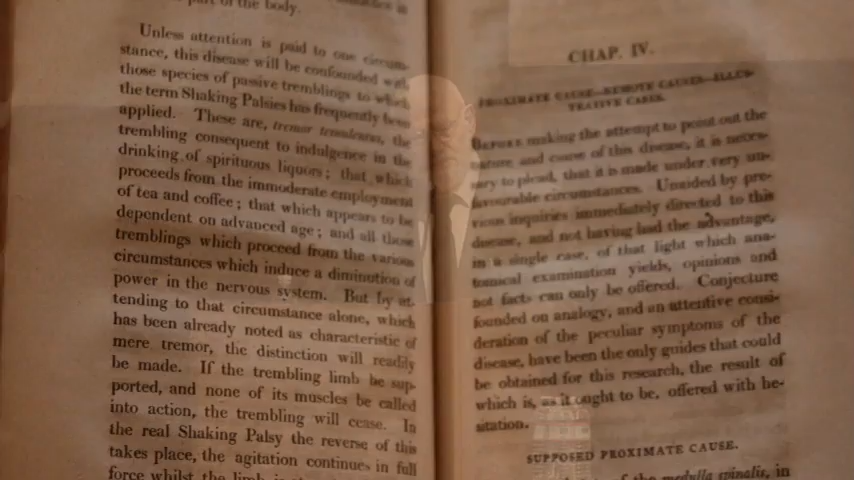 part of the body.
Unless attention is paid to one circum-
stance, this disease will be confounded with
those species of passive tremblings to which
the term Shaking Palsies has frequently been
applied. These are, tremor temulentus, the
trembling consequent to indulgence in the
drinking of spirituous liquors; that which
proceeds from the immoderate employment
of tea and coffee; that which appears to be
dependent on advanced age; and all those
tremblings which proceed from the various
circumstances which induce a diminution of
power in the nervous system. But by at-
tending to that circumstance alone, which
has been already noted as characteristic of
mere tremor, the distinction will readily
be made. If the trembling limb be sup-
ported, and none of its muscles be called
into action, the trembling will cease. In
the real Shaking Palsy the reverse of this
takes place, the agitation continues in full
force whilst the limb is
CHAP. IV.
PROXIMATE CAUSE—REMOTE CAUSES—ILLUS-
TRATIVE CASES.
BEFORE making the attempt to point out the
nature and cause of this disease, it is neces-
sary to plead, that it is made under very un-
favourable circumstances. Unaided by pre-
vious inquiries immediately directed to this
disease, and not having had the advantage,
in a single case, of that light which ana-
tomical examination yields, opinions and
not facts can only be offered. Conjecture
founded on analogy, and an attentive consi-
deration of the peculiar symptoms of the
disease, have been the only guides that could
be obtained for this research, the result of
which is, as it ought to be, offered with he-
sitation.
SUPPOSED PROXIMATE CAUSE.
of the medulla spinalis, in